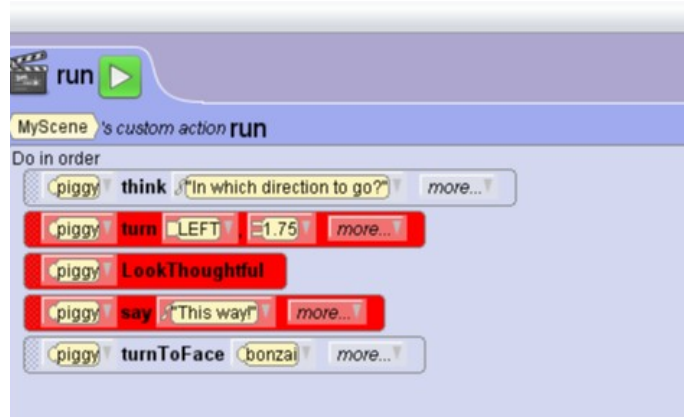 run
MyScene 's custom action run
Do in order
piggy think "In which direction to go?" more...
piggy turn LEFT , 1.75 more...
piggy LookThoughtful
piggy say "This way!" more...
piggy turnToFace bonzai more...